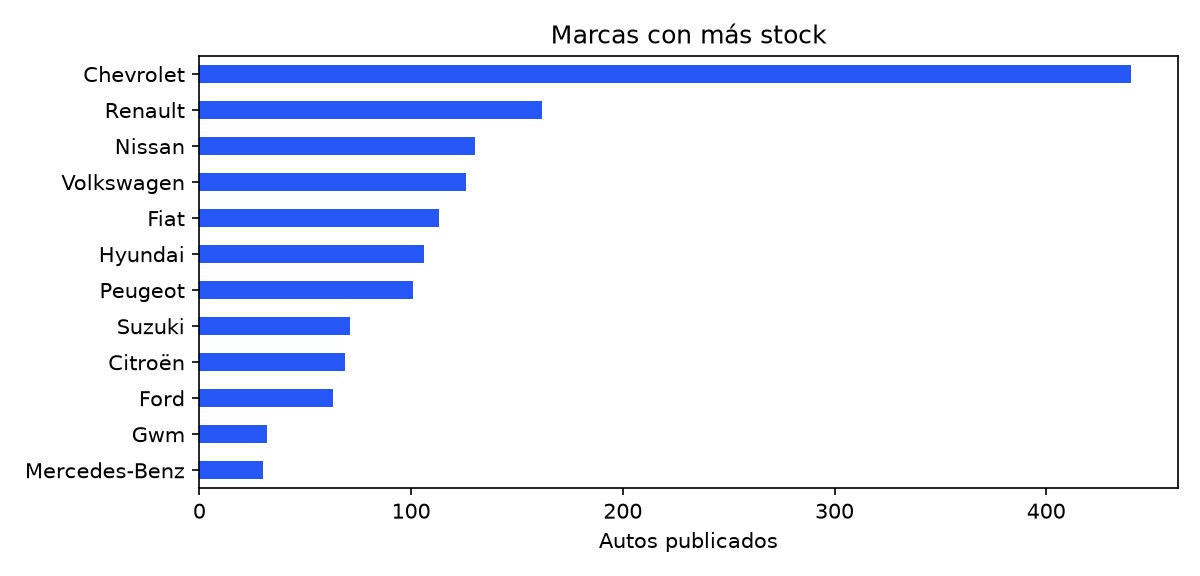 Marcas con más stock
Chevrolet
Renault
Nissan
Volkswagen
Fiat
Hyundai
Peugeot
Suzuki
Citroën
Ford
Gwm
Mercedes-Benz
0 100 200 300 400
Autos publicados